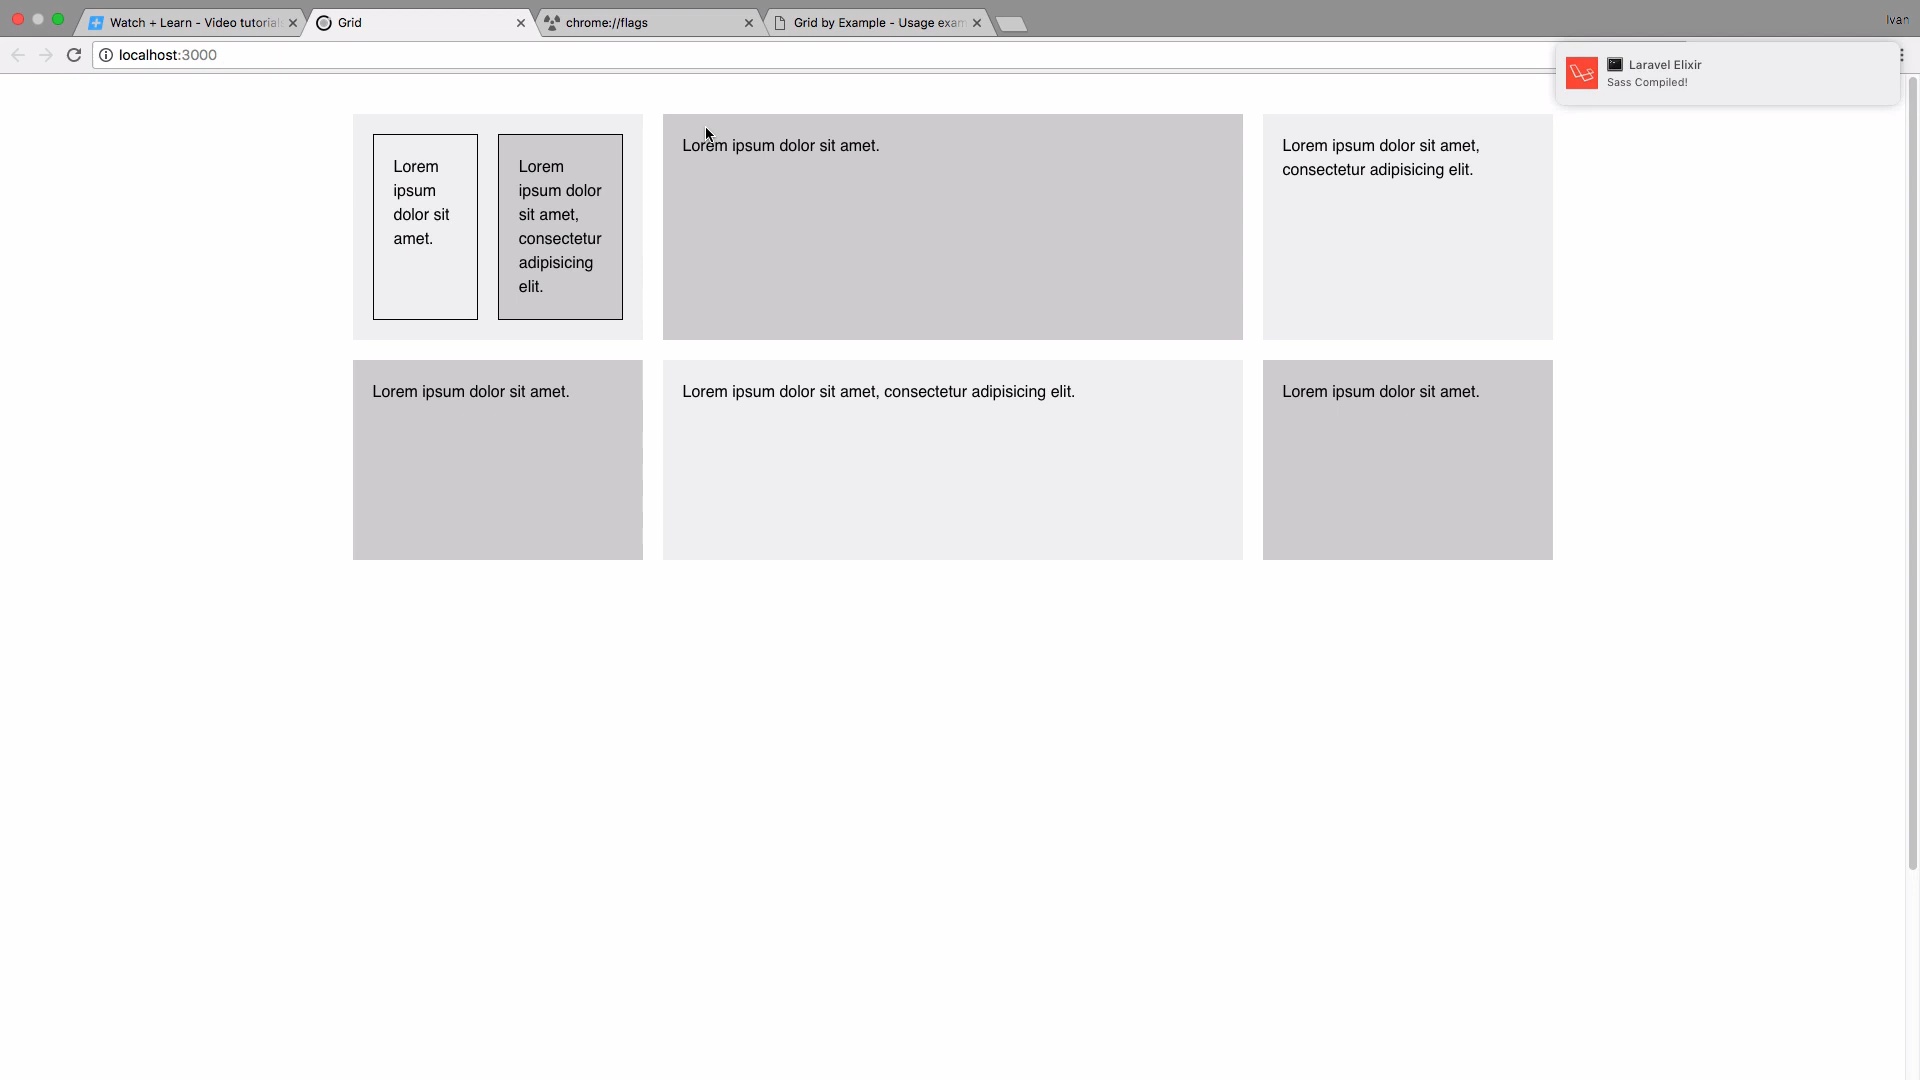 Watch + Learn - Video tutorials
Grid
chrome://flags
Grid by Example - Usage exam
Ivan
localhost:3000
Laravel Elixir
Sass Compiled!
Lorem
ipsum
dolor sit
amet.
Lorem
ipsum dolor
sit amet,
consectetur
adipisicing
elit.
Lorem ipsum dolor sit amet.
Lorem ipsum dolor sit amet,
consectetur adipisicing elit.
Lorem ipsum dolor sit amet.
Lorem ipsum dolor sit amet, consectetur adipisicing elit.
Lorem ipsum dolor sit amet.